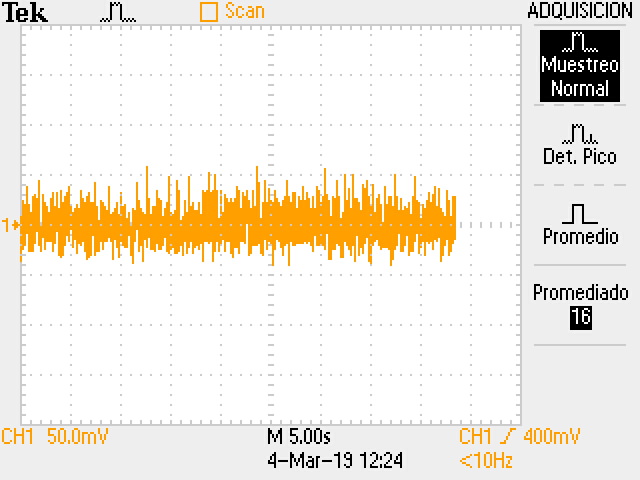 Tek Scan ADQUISICION
Muestreo
Normal
Det. Pico
1
Promedio
Promediado
16
CH1 50.0mV M 5.00s CH1 400mV
4-Mar-19 12:24 <10Hz